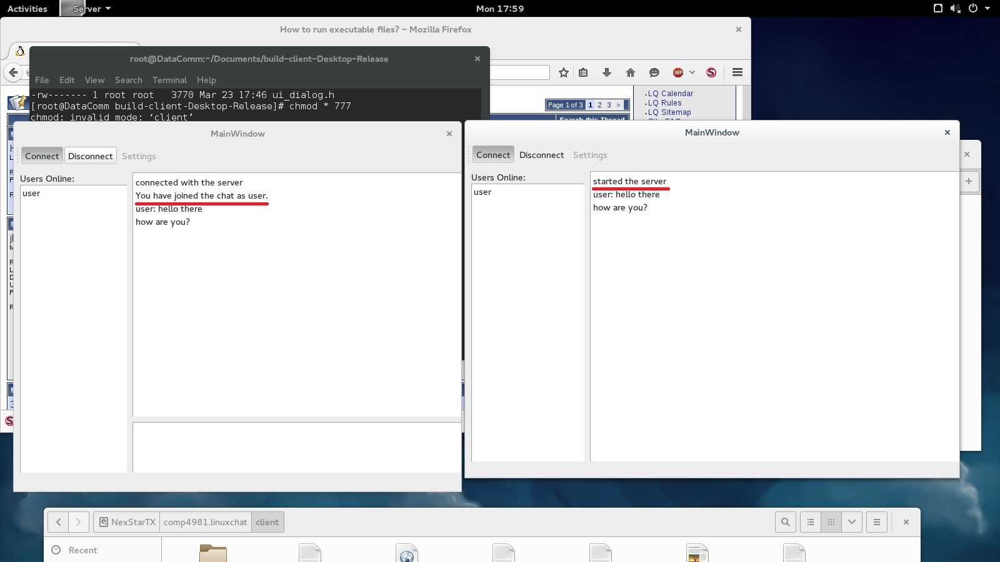 Activities
Server
Mon 17:59
How to run executable files? – Mozilla Firefox
root@DataComm:~/Documents/build-client-Desktop-Release
File Edit View Search Terminal Help
-rw------- 1 root root   3770 Mar 23 17:46 ui_dialog.h
[root@DataComm build-client-Desktop-Release]# chmod * 777
chmod: invalid mode: ‘client’
ABP
Page 1 of 3 1 2 3 >
Search this Thread
LQ Calendar
LQ Rules
LQ Sitemap
MainWindow
Connect Disconnect Settings
Users Online:
user
connected with the server
You have joined the chat as user.
user: hello there
how are you?
MainWindow
Connect Disconnect Settings
Users Online:
user
started the server
user: hello there
how are you?
NexStarTX comp4981.linuxchat client
Recent